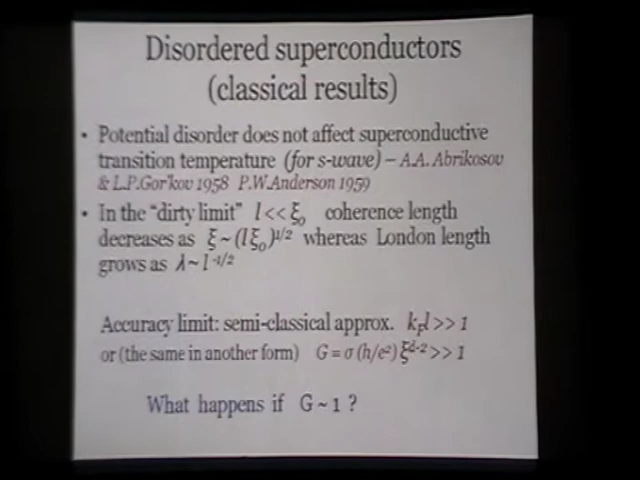 Disordered superconductors
(classical results)
• Potential disorder does not affect superconductive
transition temperature (for s-wave) – A.A. Abrikosov
& L.P.Gor'kov 1958 P.W.Anderson 1959
• In the "dirty limit" l << ξ₀ coherence length
decreases as ξ ~ (lξ₀)^1/2 whereas London length
grows as λ ~ l^-1/2
Accuracy limit: semi-classical approx. k_Fl >> 1
or (the same in another form) G = σ(h/e²)ξ^d-2 >> 1
What happens if G ~ 1 ?